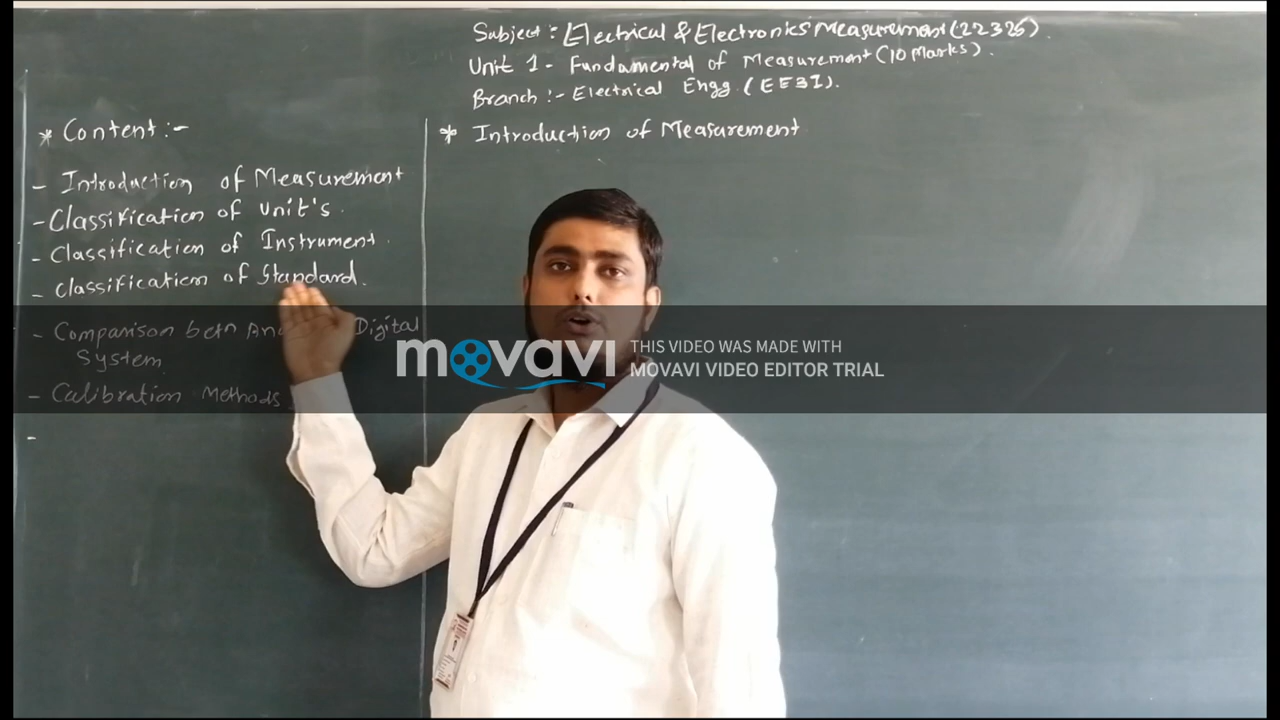 Subject : Electrical & Electronics Measurement (22326).
Unit 1 - Fundamental of Measurement (10 Marks).
Branch :- Electrical Engg. (EE3I).
* Content :-
- Introduction of Measurement
- Classification of Unit's.
- Classification of Instrument.
- Classification of Standard.
- Comparison betn Digital
System.
- Calibration Methods
-
* Introduction of Measurement
movavi
THIS VIDEO WAS MADE WITH
MOVAVI VIDEO EDITOR TRIAL